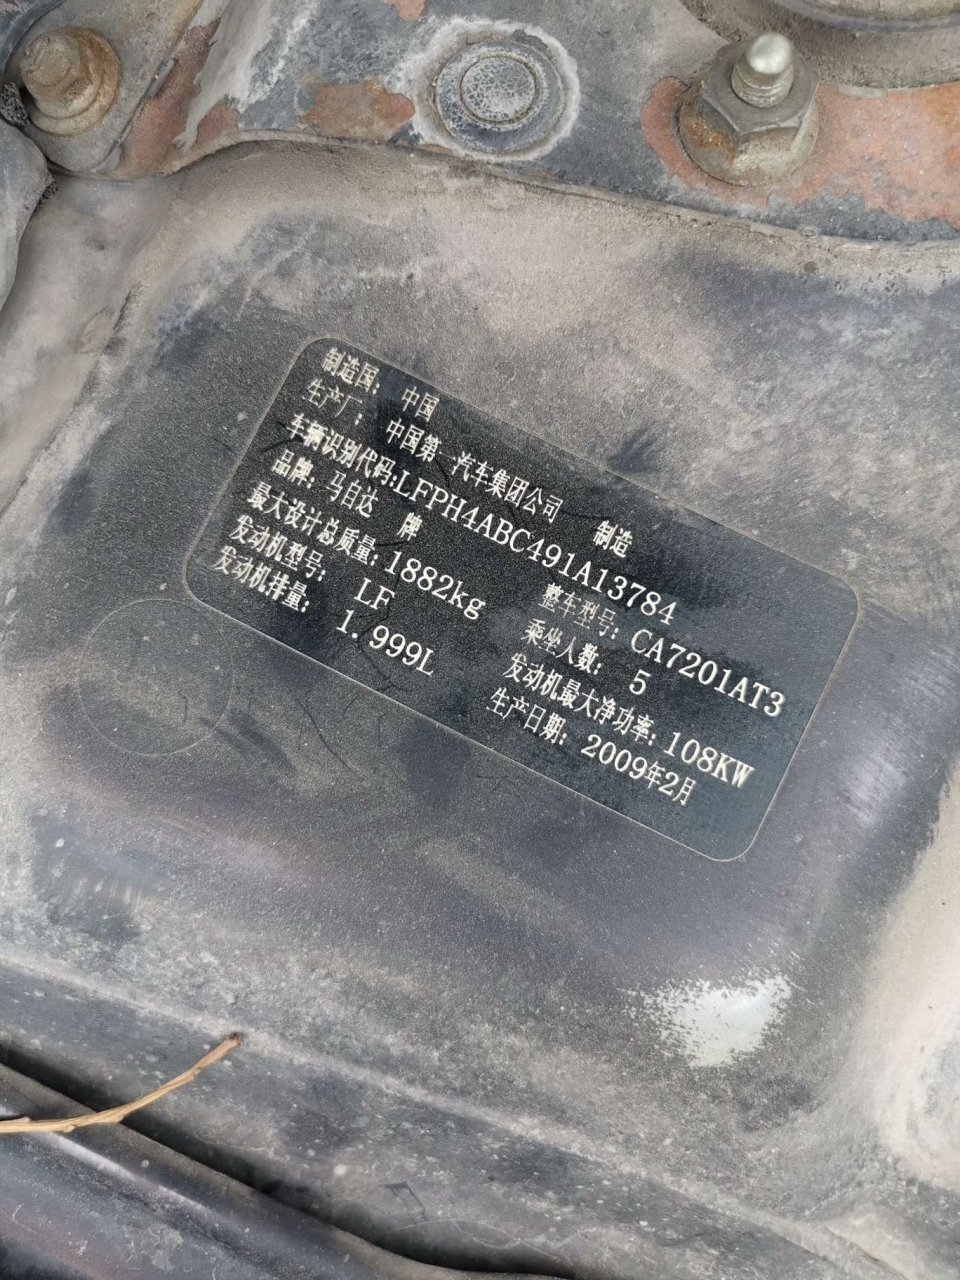 制造国: 中国
生产厂: 中国第一汽车集团公司 制造
车辆识别代码:LFPH4ABC491A13784
品牌: 马自达 牌 整车型号: CA7201AT3
最大设计总质量: 1882kg 乘坐人数: 5
发动机型号: LF 发动机最大净功率: 108KW
发动机排量: 1.999L 生产日期: 2009年2月